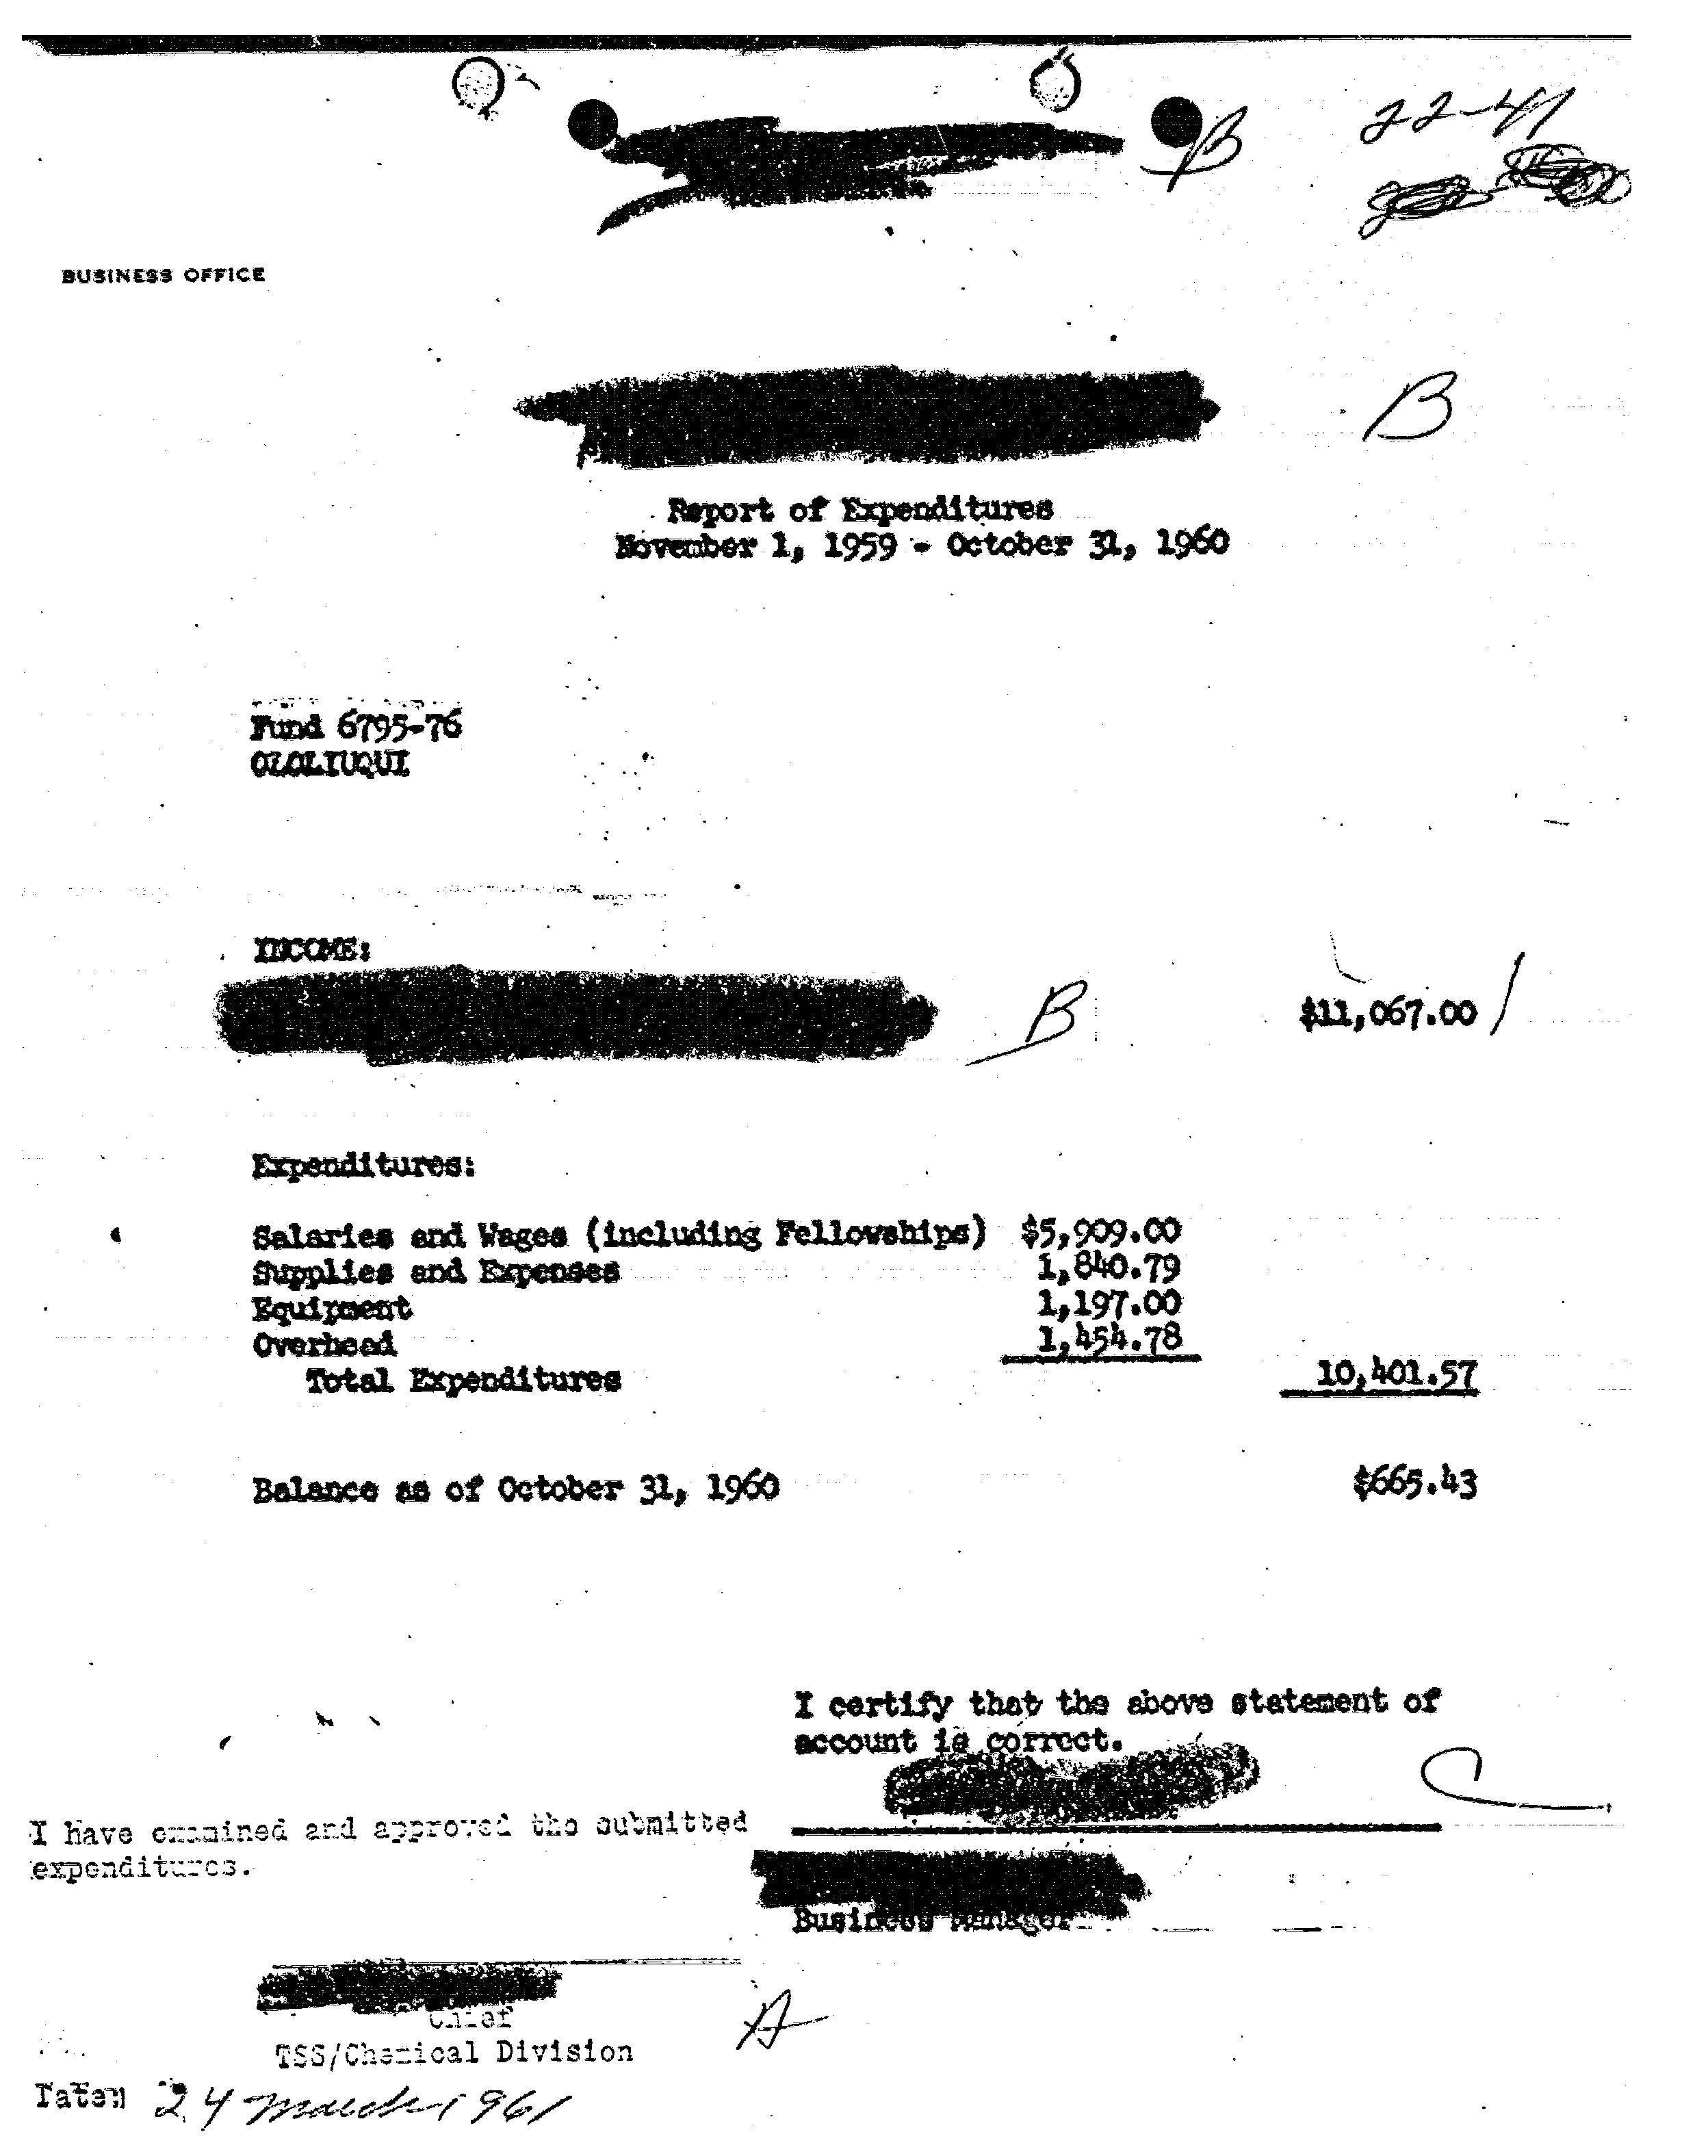 22-41
B
BUSINESS OFFICE
B
Report of Expenditures
November 1, 1959 - October 31, 1960
Fund 6795-76
OLOLIUQUI
INCOME:
B $11,067.00
Expenditures:
Salaries and Wages (including Fellowships) $5,909.00
Supplies and Expenses 1,840.79
Equipment 1,197.00
Overhead 1,454.78
Total Expenditures 10,401.57
Balance as of October 31, 1960 $665.43
I certify that the above statement of
account is correct.
C
I have examined and approved the submitted
expenditures.
Business Manager
Chief
A
TSS/Chemical Division
Date: 24 March 1961